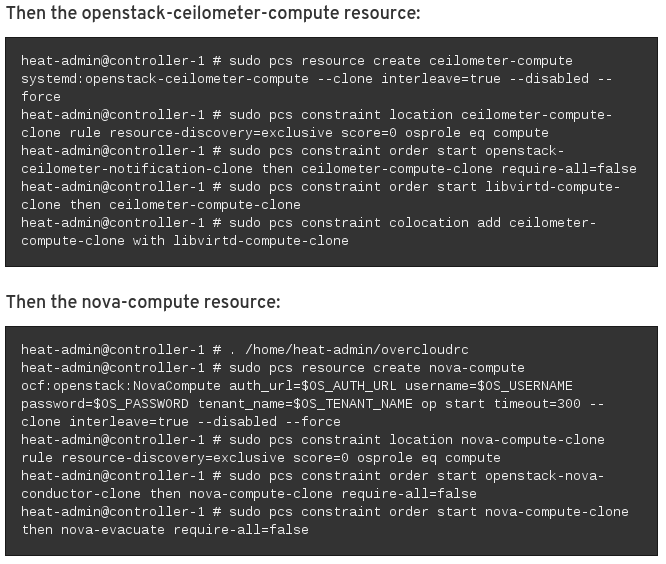 Then the openstack-ceilometer-compute resource:
heat-admin@controller-1 # sudo pcs resource create ceilometer-compute
systemd:openstack-ceilometer-compute --clone interleave=true --disabled --
force
heat-admin@controller-1 # sudo pcs constraint location ceilometer-compute-
clone rule resource-discovery=exclusive score=0 osprole eq compute
heat-admin@controller-1 # sudo pcs constraint order start openstack-
ceilometer-notification-clone then ceilometer-compute-clone require-all=false
heat-admin@controller-1 # sudo pcs constraint order start libvirtd-compute-
clone then ceilometer-compute-clone
heat-admin@controller-1 # sudo pcs constraint colocation add ceilometer-
compute-clone with libvirtd-compute-clone
Then the nova-compute resource:
heat-admin@controller-1 # . /home/heat-admin/overcloudrc
heat-admin@controller-1 # sudo pcs resource create nova-compute
ocf:openstack:NovaCompute auth_url=$OS_AUTH_URL username=$OS_USERNAME
password=$OS_PASSWORD tenant_name=$OS_TENANT_NAME op start timeout=300 --
clone interleave=true --disabled --force
heat-admin@controller-1 # sudo pcs constraint location nova-compute-clone
rule resource-discovery=exclusive score=0 osprole eq compute
heat-admin@controller-1 # sudo pcs constraint order start openstack-nova-
conductor-clone then nova-compute-clone require-all=false
heat-admin@controller-1 # sudo pcs constraint order start nova-compute-clone
then nova-evacuate require-all=false